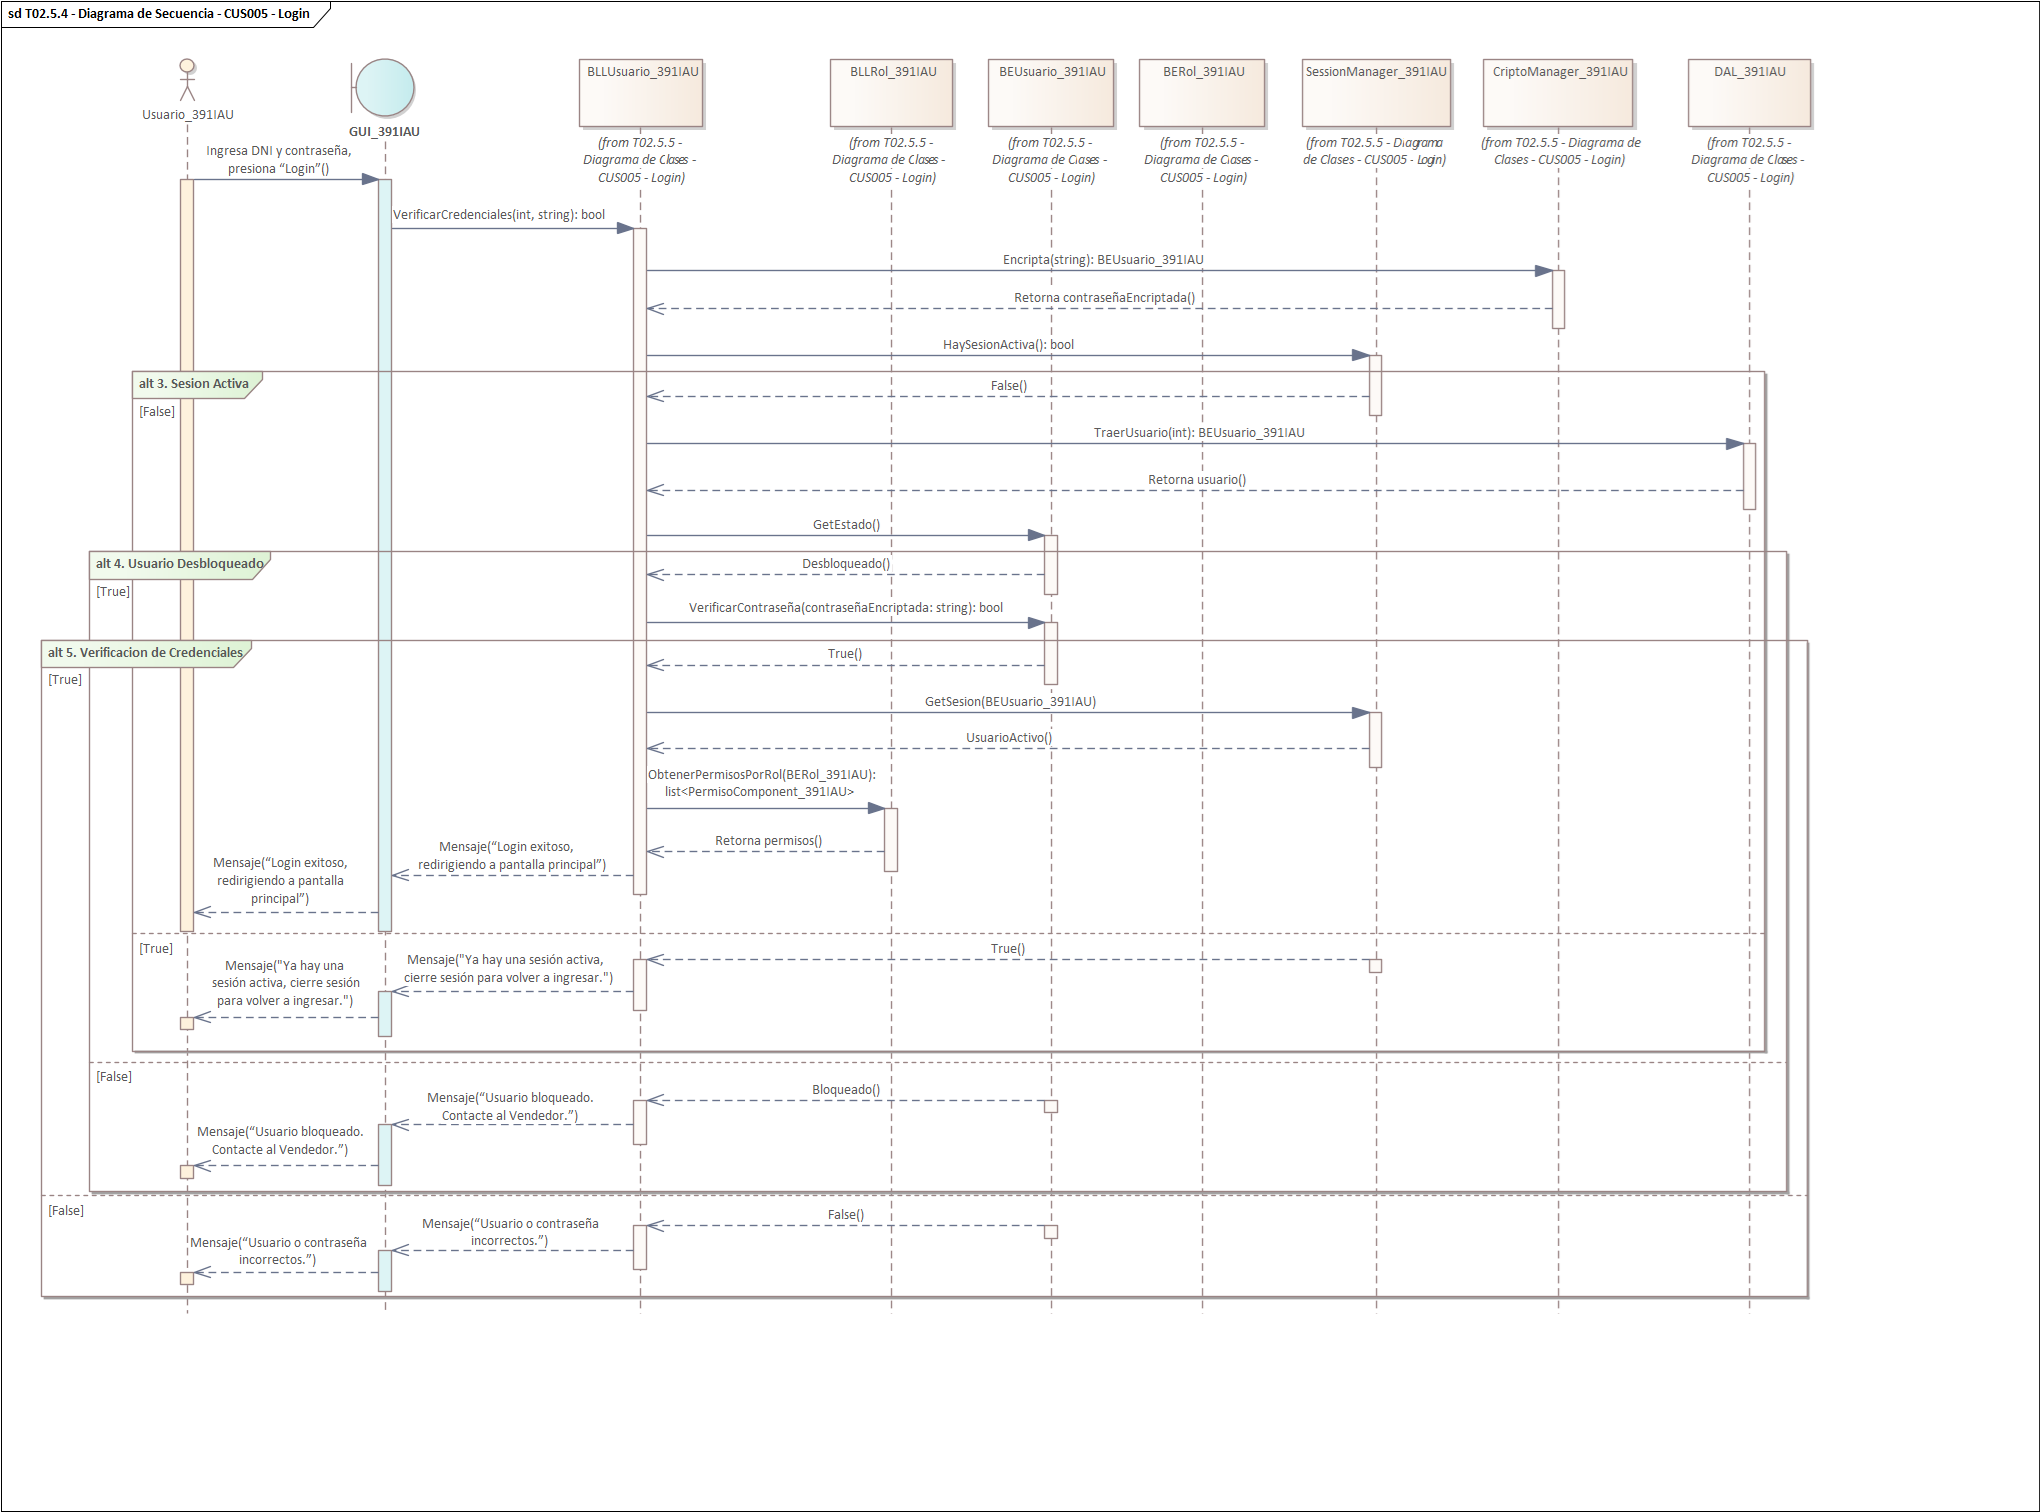 sd T02.5.4 - Diagrama de Secuencia - CUS005 - Login
Usuario_391IAU
GUI_391IAU
BLLUsuario_391IAU
(from T02.5.5 -
Diagrama de Clases -
CUS005 - Login)
BLLRol_391IAU
(from T02.5.5 -
Diagrama de Clases -
CUS005 - Login)
BEUsuario_391IAU
(from T02.5.5 -
Diagrama de Clases -
CUS005 - Login)
BERol_391IAU
(from T02.5.5 -
Diagrama de Clases -
CUS005 - Login)
SessionManager_391IAU
(from T02.5.5 - Diagrama
de Clases - CUS005 - Login)
CriptoManager_391IAU
(from T02.5.5 - Diagrama de
Clases - CUS005 - Login)
DAL_391IAU
(from T02.5.5 -
Diagrama de Clases -
CUS005 - Login)
Ingresa DNI y contraseña,
presiona “Login”()
VerificarCredenciales(int, string): bool
Encripta(string): BEUsuario_391IAU
Retorna contraseñaEncriptada()
HaySesionActiva(): bool
alt 3. Sesion Activa
[False]
False()
TraerUsuario(int): BEUsuario_391IAU
Retorna usuario()
GetEstado()
alt 4. Usuario Desbloqueado
[True]
Desbloqueado()
VerificarContraseña(contraseñaEncriptada: string): bool
alt 5. Verificacion de Credenciales
[True]
True()
GetSesion(BEUsuario_391IAU)
UsuarioActivo()
ObtenerPermisosPorRol(BERol_391IAU):
list<PermisoComponent_391IAU>
Retorna permisos()
Mensaje(“Login exitoso,
redirigiendo a pantalla principal”)
Mensaje(“Login exitoso,
redirigiendo a pantalla
principal”)
[True]
True()
Mensaje("Ya hay una sesión activa,
cierre sesión para volver a ingresar.")
Mensaje("Ya hay una
sesión activa, cierre sesión
para volver a ingresar.")
[False]
Bloqueado()
Mensaje(“Usuario bloqueado.
Contacte al Vendedor.”)
Mensaje(“Usuario bloqueado.
Contacte al Vendedor.”)
[False]
False()
Mensaje(“Usuario o contraseña
incorrectos.”)
Mensaje(“Usuario o contraseña
incorrectos.”)